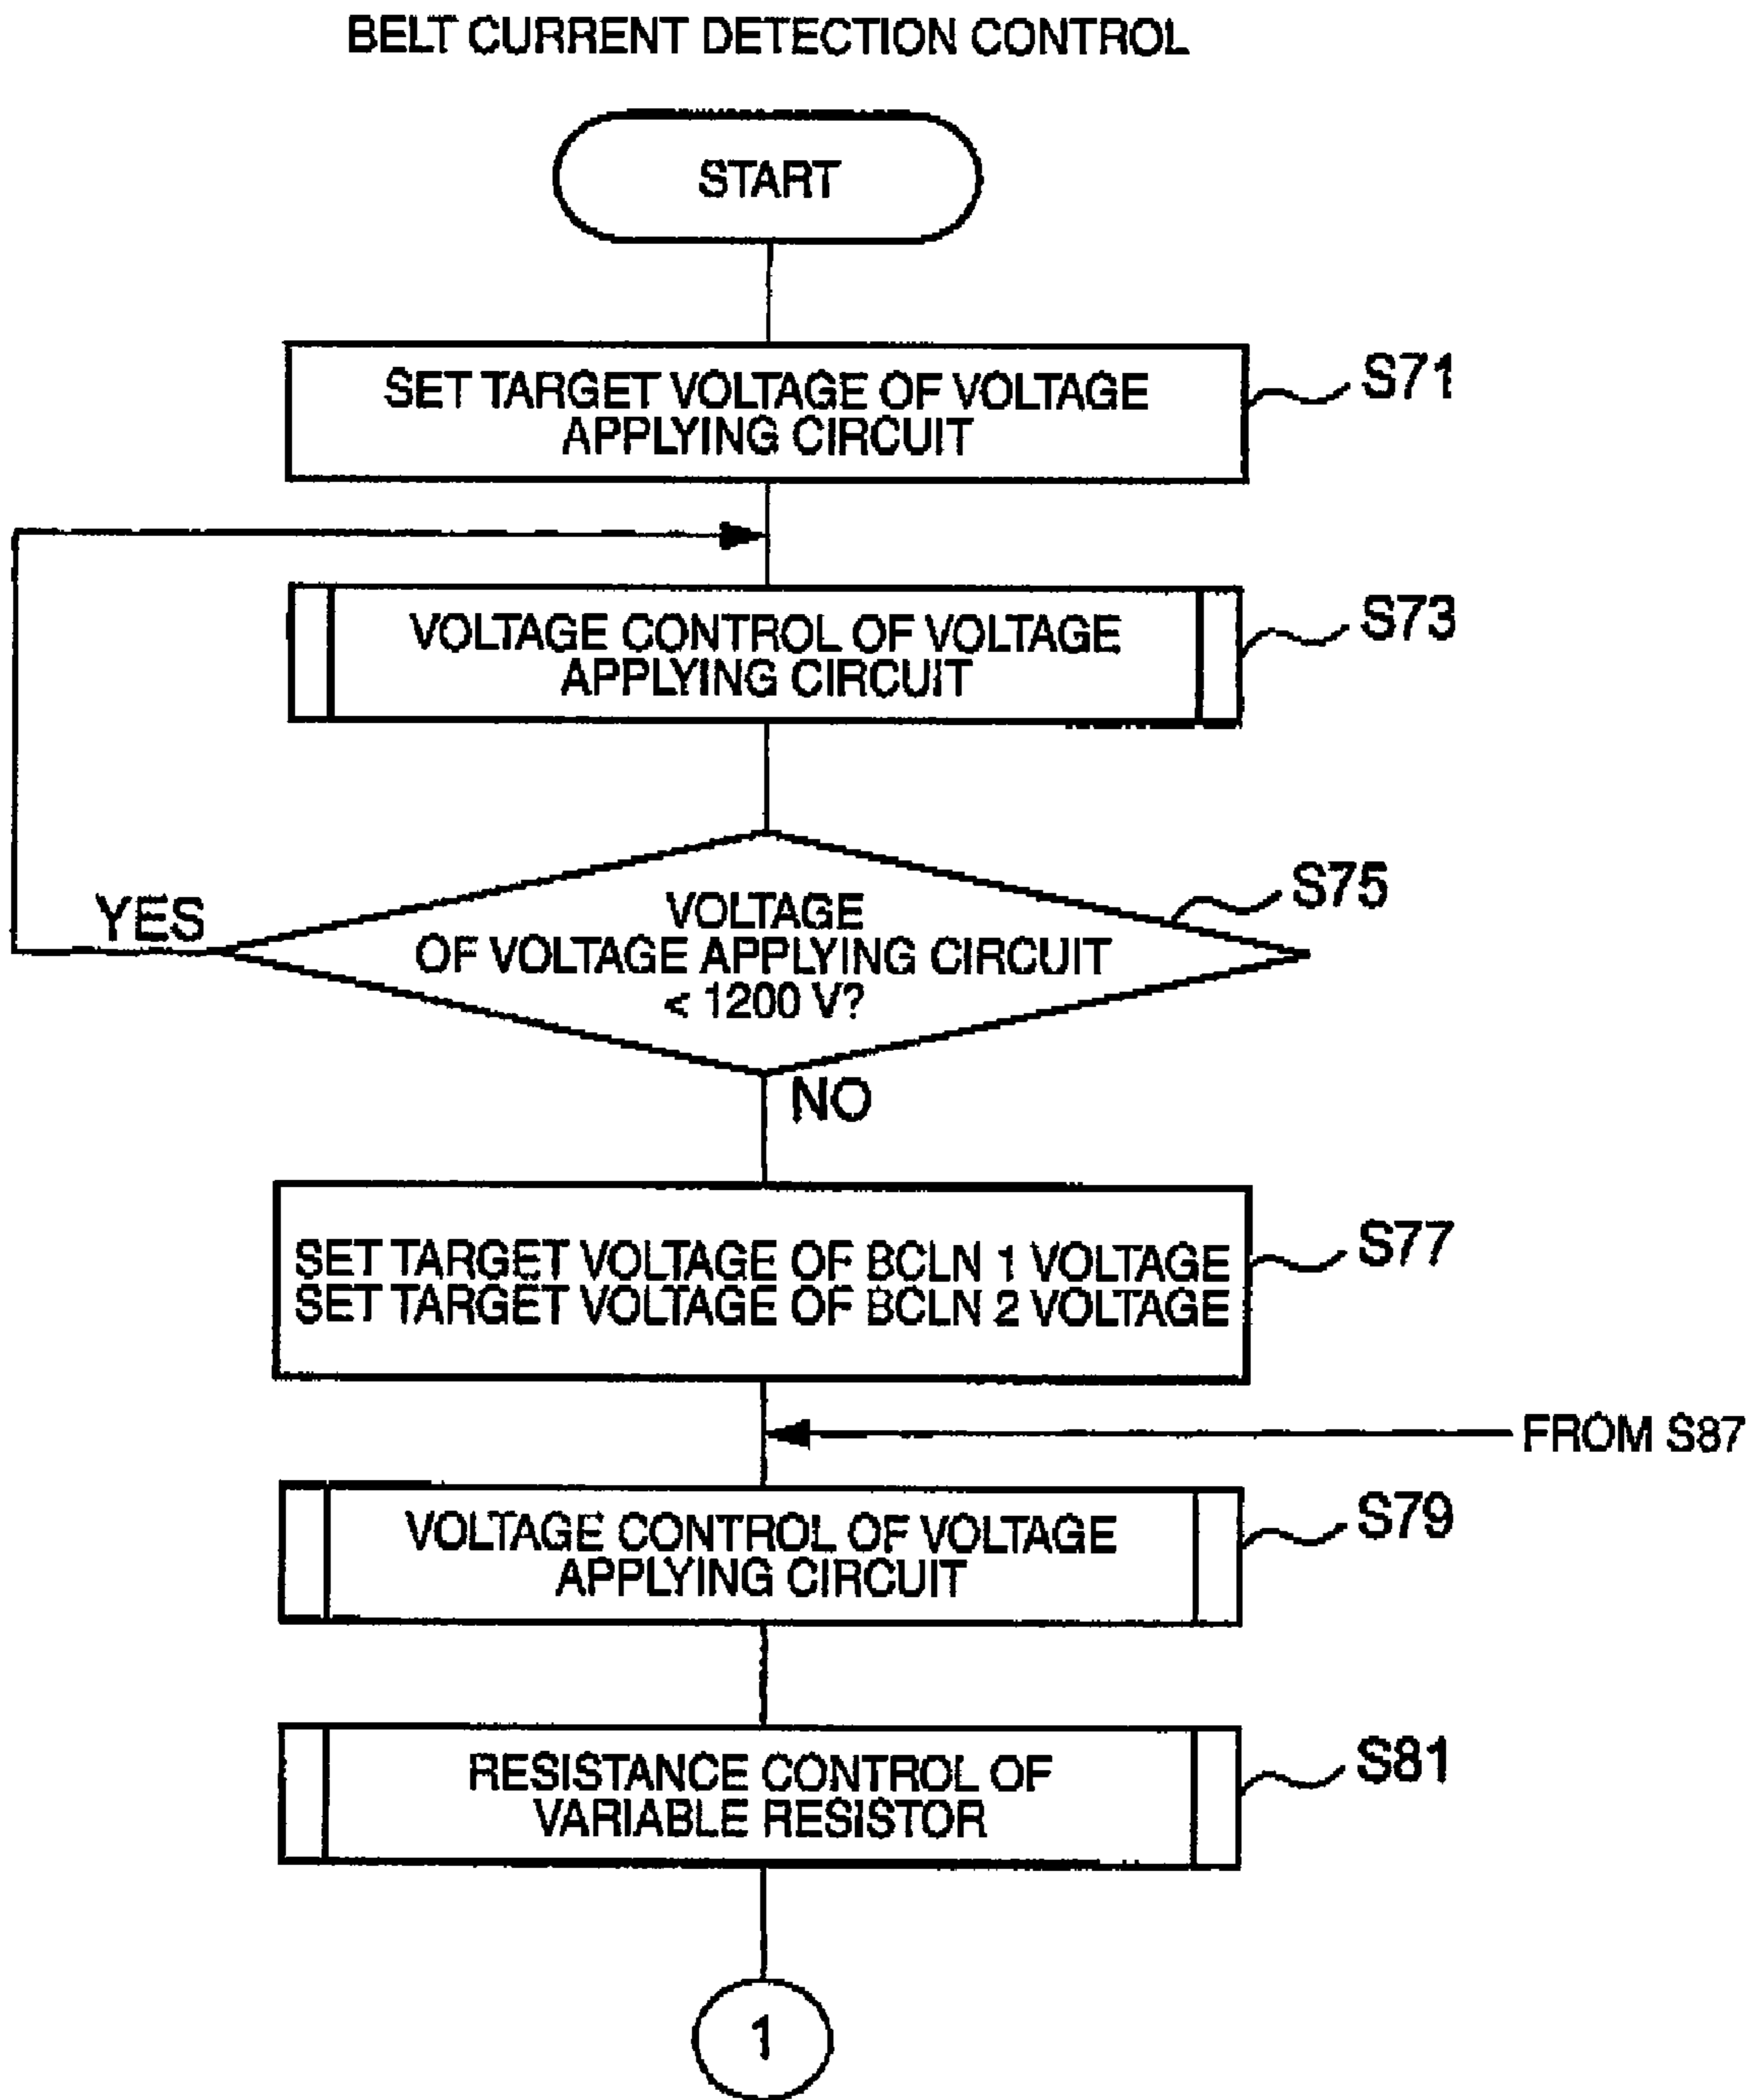 BELT CURRENT DETECTION CONTROL
START
SET TARGET VOLTAGE OF VOLTAGE
APPLYING CIRCUIT
S71
VOLTAGE CONTROL OF VOLTAGE
APPLYING CIRCUIT
S73
VOLTAGE
OF VOLTAGE APPLYING CIRCUIT
< 1200 V?
S75
YES
NO
SET TARGET VOLTAGE OF BCLN 1 VOLTAGE
SET TARGET VOLTAGE OF BCLN 2 VOLTAGE
S77
FROM S87
VOLTAGE CONTROL OF VOLTAGE
APPLYING CIRCUIT
S79
RESISTANCE CONTROL OF
VARIABLE RESISTOR
S81
1